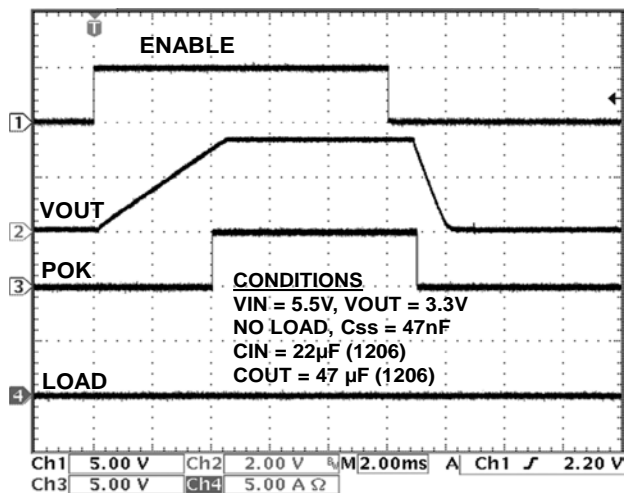 T
ENABLE
1
VOUT
2
POK
3
CONDITIONS
VIN = 5.5V, VOUT = 3.3V
NO LOAD, Css = 47nF
CIN = 22µF (1206)
COUT = 47 µF (1206)
LOAD
4
Ch1 5.00 V Ch2 2.00 V M 2.00ms A Ch1 2.20 V
Ch3 5.00 V Ch4 5.00 A Ω